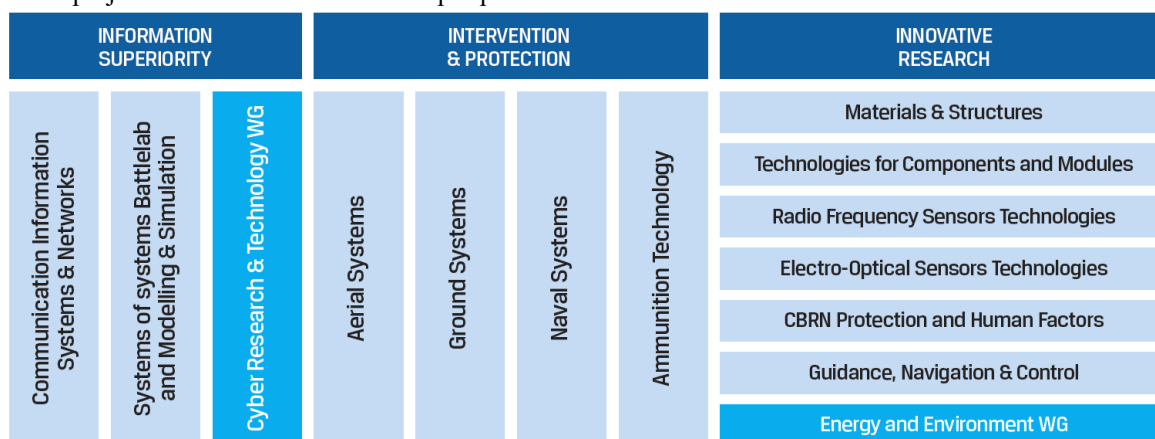 INFORMATION
SUPERIORITY
INTERVENTION
& PROTECTION
INNOVATIVE
RESEARCH
Communication Information
Systems & Networks
Systems of systems Battlelab
and Modelling & Simulation
Cyber Research & Technology WG
Aerial Systems
Ground Systems
Naval Systems
Ammunition Technology
Materials & Structures
Technologies for Components and Modules
Radio Frequency Sensors Technologies
Electro-Optical Sensors Technologies
CBRN Protection and Human Factors
Guidance, Navigation & Control
Energy and Environment WG